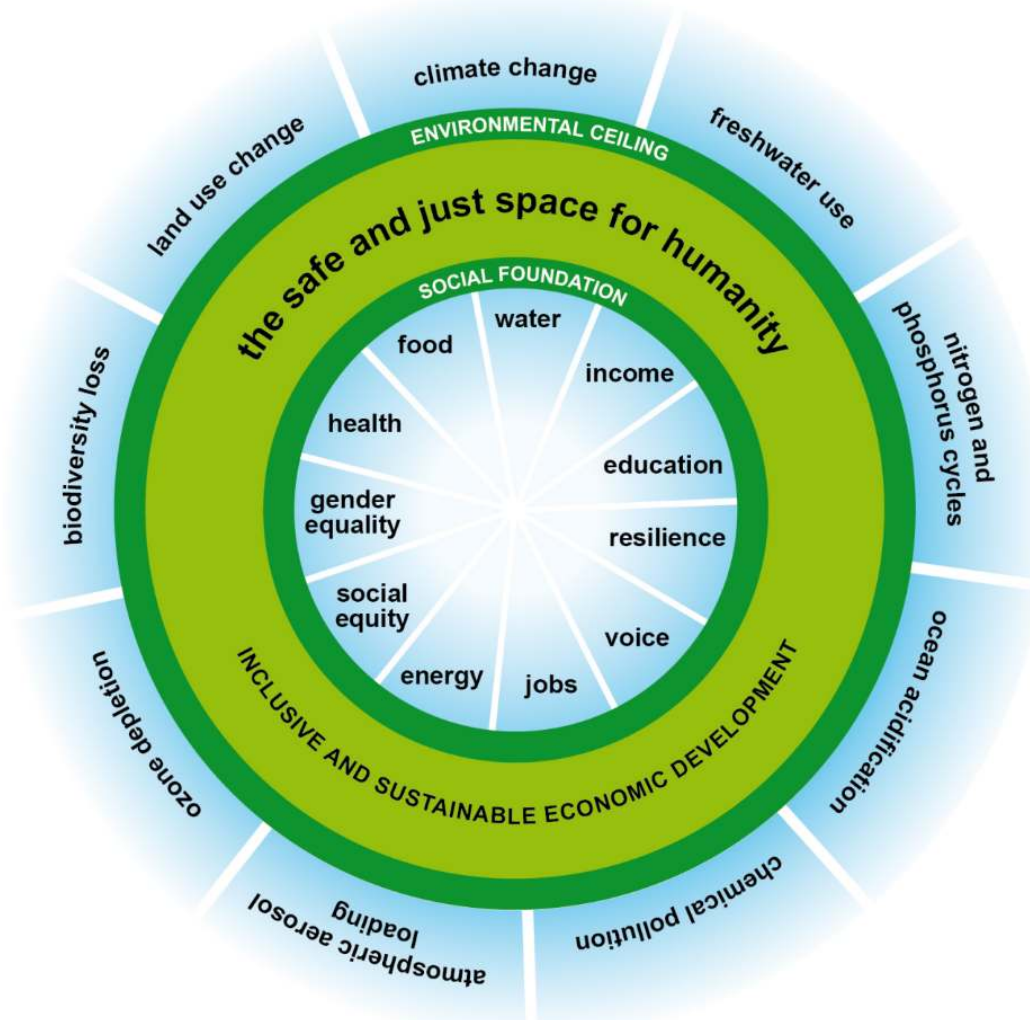 climate change
freshwater use
nitrogen and
phosphorus cycles
ocean acidification
chemical pollution
atmospheric aerosol
loading
ozone depletion
biodiversity loss
land use change
ENVIRONMENTAL CEILING
the safe and just space for humanity
SOCIAL FOUNDATION
water
income
education
resilience
voice
jobs
energy
social
equity
gender
equality
health
food
INCLUSIVE AND SUSTAINABLE ECONOMIC DEVELOPMENT